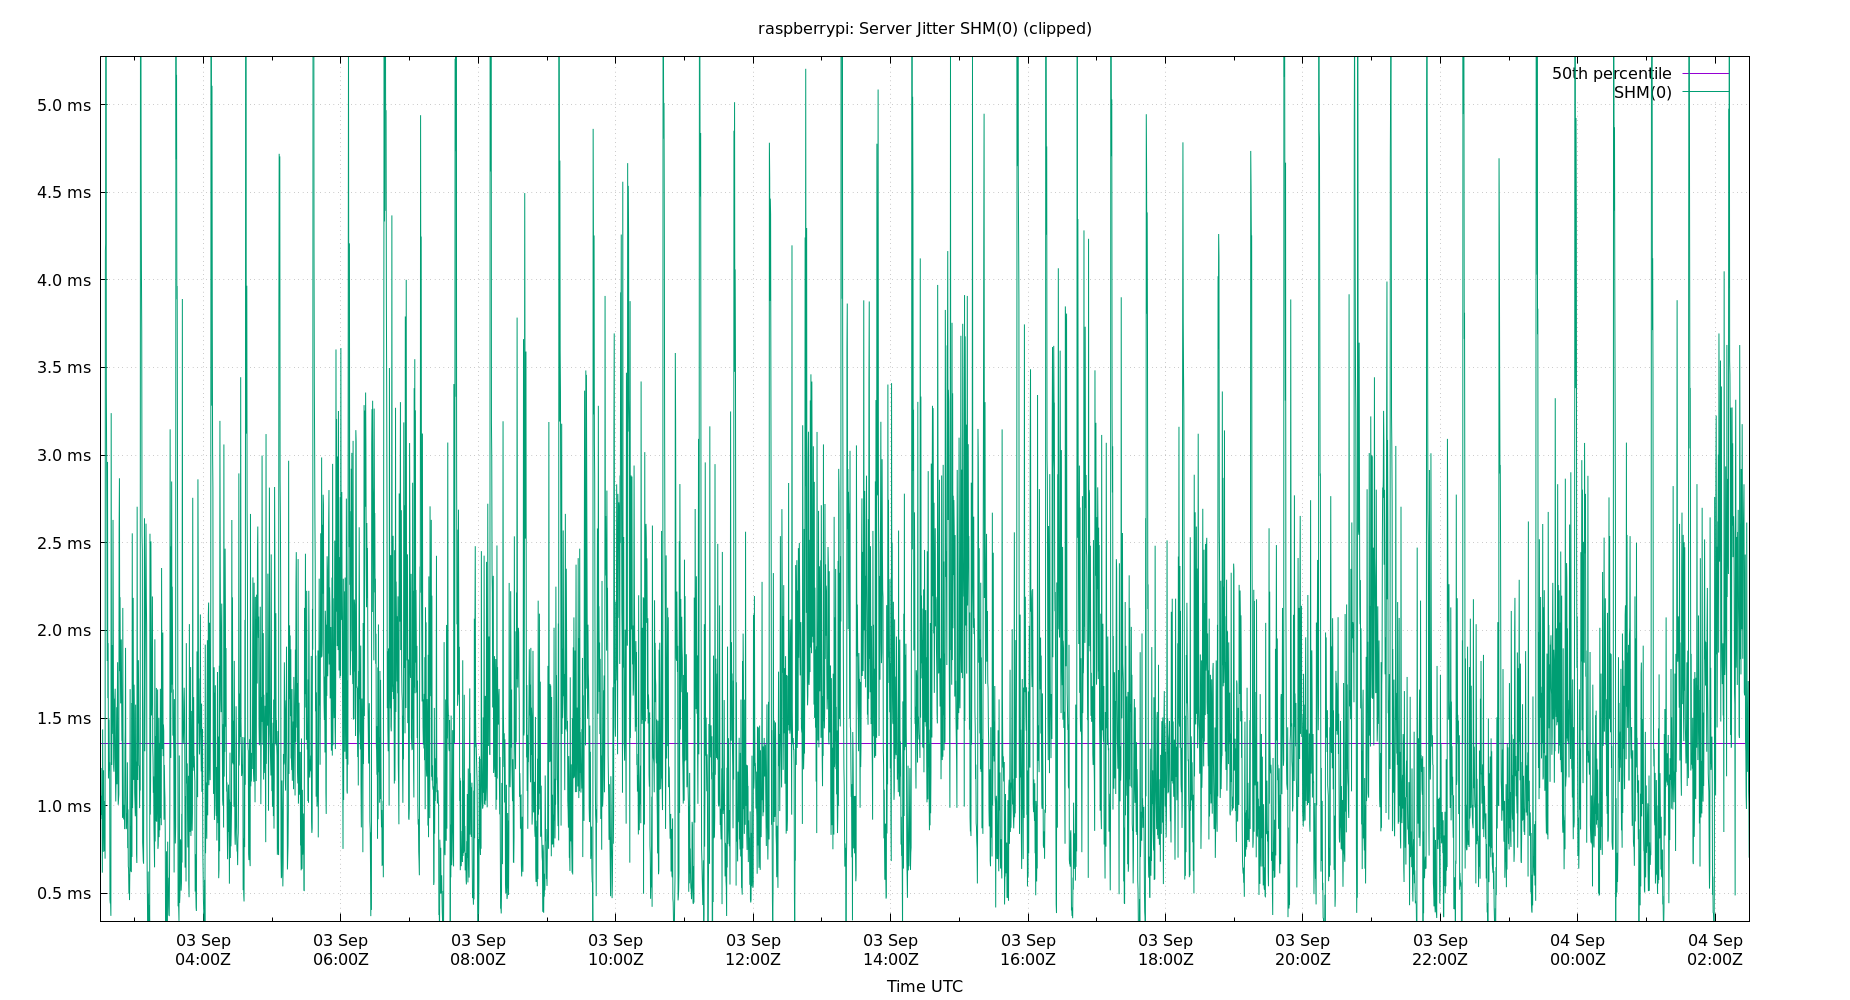 raspberrypi: Server Jitter SHM(0) (clipped)
50th percentile
SHM(0)
5.0 ms
4.5 ms
4.0 ms
3.5 ms
3.0 ms
2.5 ms
2.0 ms
1.5 ms
1.0 ms
0.5 ms
03 Sep 03 Sep 03 Sep 03 Sep 03 Sep 03 Sep 03 Sep 03 Sep 03 Sep 03 Sep 04 Sep 04 Sep
04:00Z 06:00Z 08:00Z 10:00Z 12:00Z 14:00Z 16:00Z 18:00Z 20:00Z 22:00Z 00:00Z 02:00Z
Time UTC